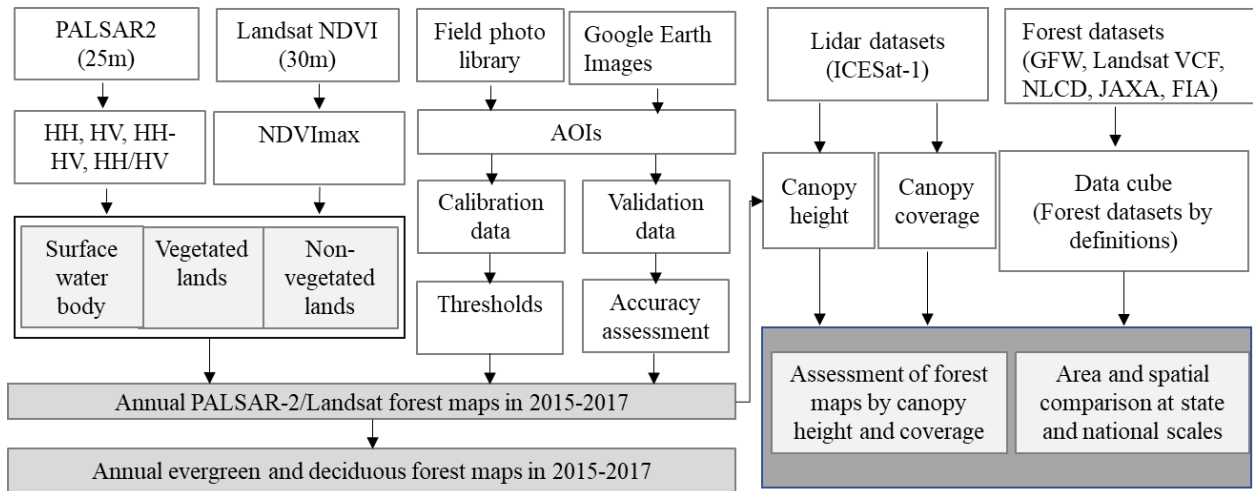 PALSAR2
(25m)
Landsat NDVI
(30m)
Field photo
library
Google Earth
Images
Lidar datasets
(ICESat-1)
Forest datasets
(GFW, Landsat VCF,
NLCD, JAXA, FIA)
HH, HV, HH-
HV, HH/HV
NDVImax
AOIs
Calibration
data
Validation
data
Canopy
height
Canopy
coverage
Data cube
(Forest datasets by
definitions)
Surface
water
body
Vegetated
lands
Non-
vegetated
lands
Thresholds
Accuracy
assessment
Annual PALSAR-2/Landsat forest maps in 2015-2017
Annual evergreen and deciduous forest maps in 2015-2017
Assessment of forest
maps by canopy
height and coverage
Area and spatial
comparison at state
and national scales